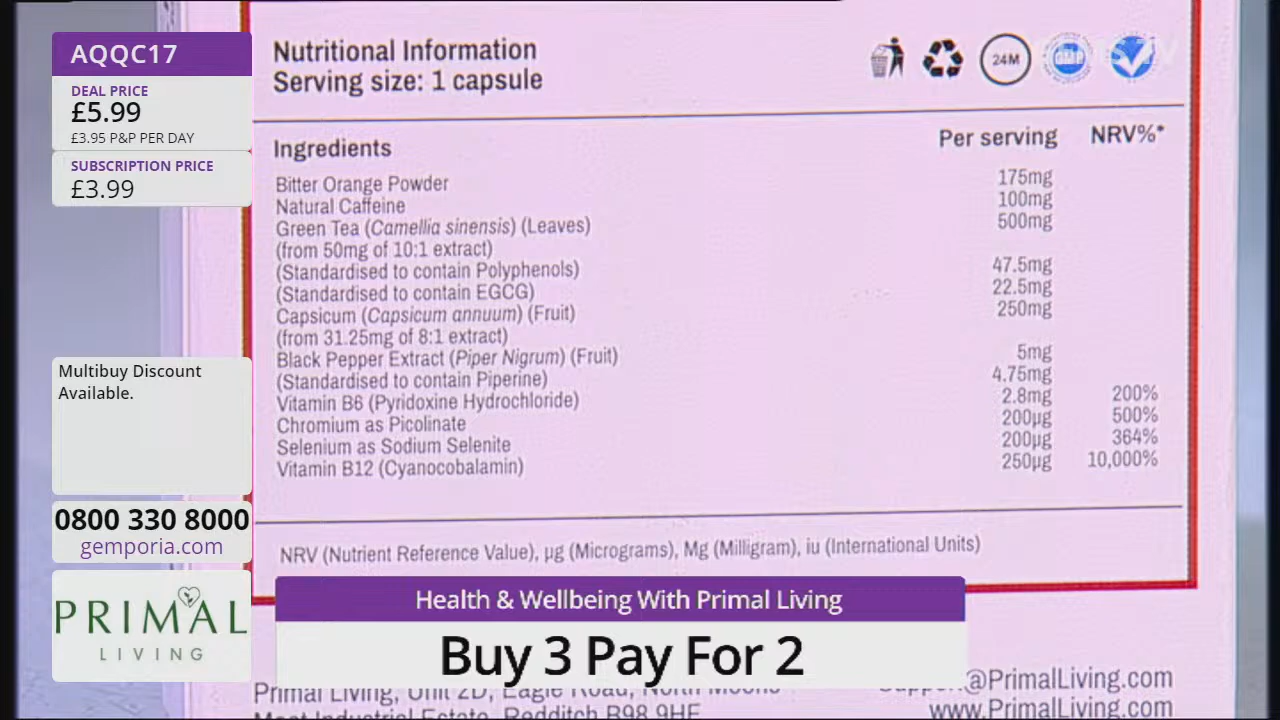 AQQC17
DEAL PRICE
£5.99
£3.95 P&P PER DAY
SUBSCRIPTION PRICE
£3.99
Multibuy Discount
Available.
0800 330 8000
gemporia.com
PRIMAL
LIVING
Nutritional Information
Serving size: 1 capsule
24M
GMP
Ingredients Per serving NRV%*
Bitter Orange Powder 175mg
Natural Caffeine 100mg
Green Tea (Camellia sinensis) (Leaves) 500mg
(from 50mg of 10:1 extract)
(Standardised to contain Polyphenols) 47.5mg
(Standardised to contain EGCG) 22.5mg
Capsicum (Capsicum annuum) (Fruit) 250mg
(from 31.25mg of 8:1 extract)
Black Pepper Extract (Piper Nigrum) (Fruit) 5mg
(Standardised to contain Piperine) 4.75mg
Vitamin B6 (Pyridoxine Hydrochloride) 2.8mg 200%
Chromium as Picolinate 200µg 500%
Selenium as Sodium Selenite 200µg 364%
Vitamin B12 (Cyanocobalamin) 250µg 10,000%
NRV (Nutrient Reference Value), µg (Micrograms), Mg (Milligram), iu (International Units)
Health & Wellbeing With Primal Living
Buy 3 Pay For 2
Primal Living, Unit 2D, Eagle Road, North Moons
Redditch B98 9HF
@PrimalLiving.com
www.PrimalLiving.com